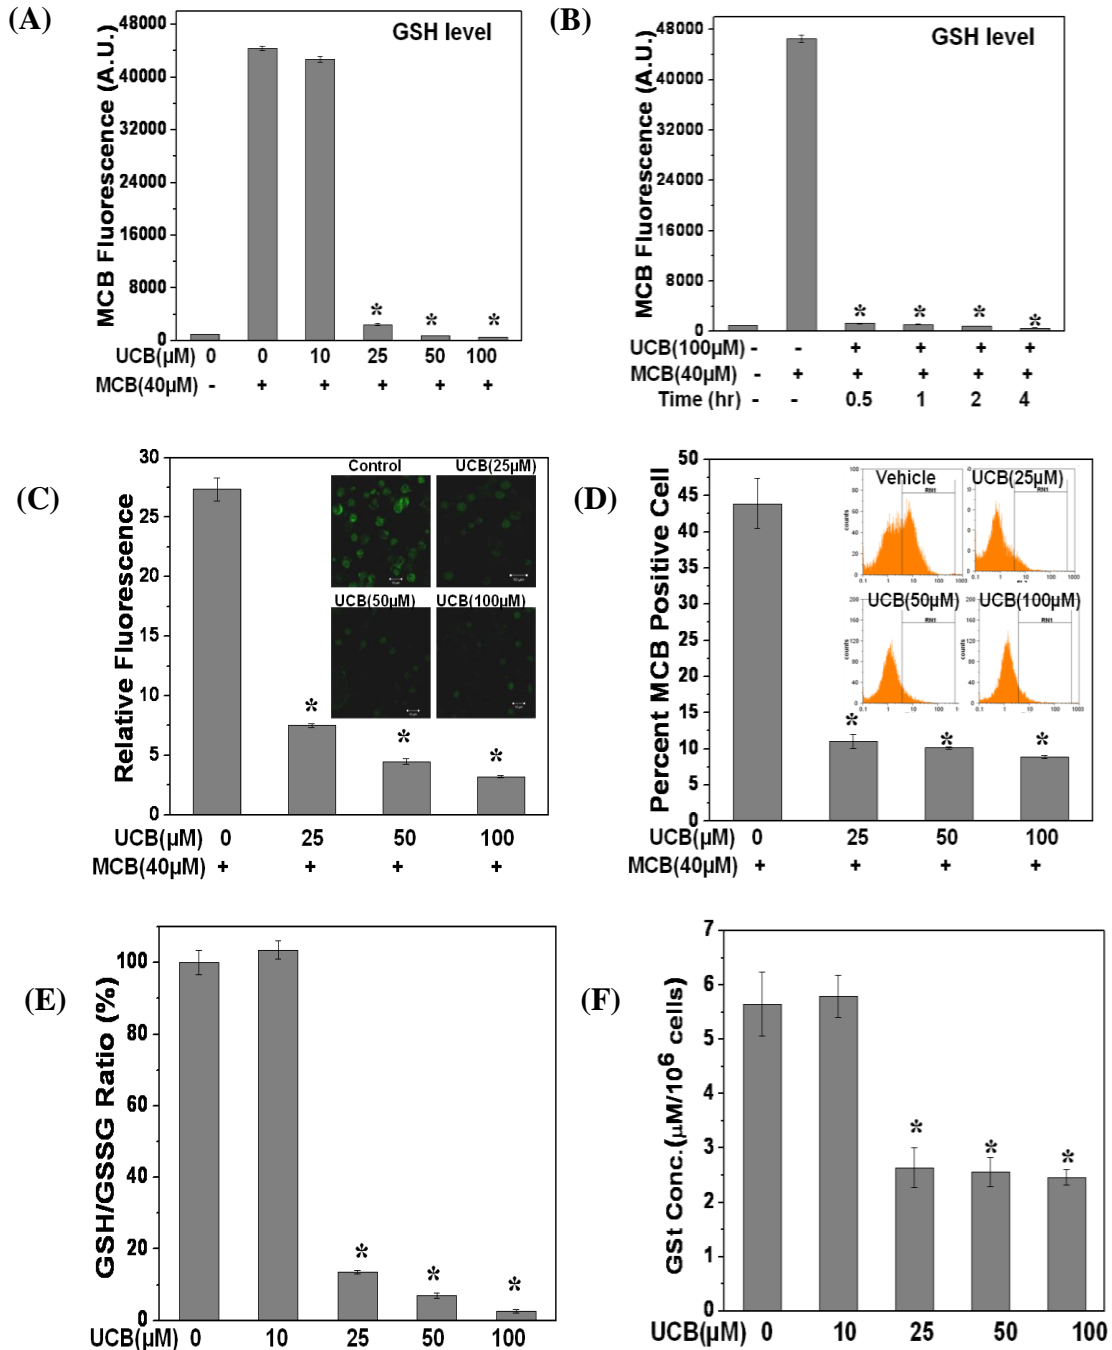 (A)
GSH level
MCB Fluorescence (A.U.)
48000
40000
32000
24000
16000
8000
0
UCB(µM) 0 0 10 25 50 100
* * *
MCB(40µM) - + + + + +
(B)
GSH level
MCB Fluorescence (A.U.)
48000
40000
32000
24000
16000
8000
0
* * * *
UCB(100µM) - - + + + +
MCB(40µM) - + + + + +
Time (hr) - - 0.5 1 2 4
(C)
Relative Fluorescence
30
25
20
15
10
5
0
Control UCB(25µM)
UCB(50µM) UCB(100µM)
* * *
UCB(µM) 0 25 50 100
MCB(40µM) + + + +
(D)
Percent MCB Positive Cell
50
45
40
35
30
25
20
15
10
5
0
Vehicle UCB(25µM)
RN1 RN1
counts
UCB(50µM) UCB(100µM)
RN1 RN1
counts counts
* * *
UCB(µM) 0 25 50 100
MCB(40µM) + + + +
(E)
GSH/GSSG Ratio (%)
100
80
60
40
20
0
* * *
UCB(µM) 0 10 25 50 100
(F)
GSt Conc.(µM/10⁶ cells)
7
6
5
4
3
2
1
0
* * *
UCB(µM) 0 10 25 50 100